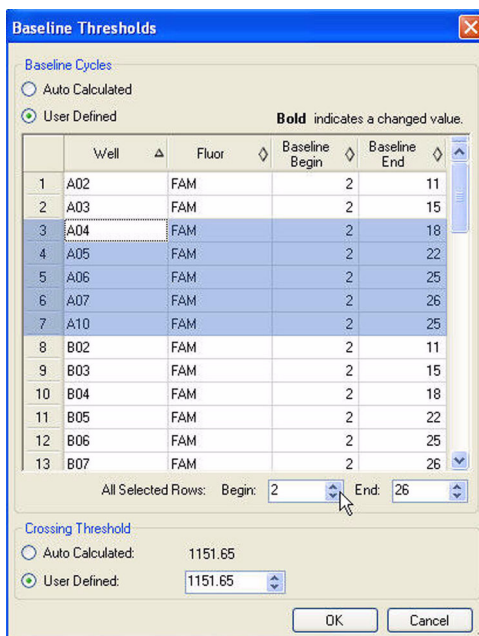 Baseline Thresholds
Baseline Cycles
Auto Calculated
User Defined
Bold indicates a changed value.
Well Fluor Baseline Begin Baseline End
1 A02 FAM 2 11
2 A03 FAM 2 15
3 A04 FAM 2 18
4 A05 FAM 2 22
5 A06 FAM 2 25
6 A07 FAM 2 26
7 A10 FAM 2 25
8 B02 FAM 2 11
9 B03 FAM 2 15
10 B04 FAM 2 18
11 B05 FAM 2 22
12 B06 FAM 2 25
13 B07 FAM 2 26
All Selected Rows: Begin: 2 End: 26
Crossing Threshold
Auto Calculated: 1151.65
User Defined: 1151.65
OK Cancel